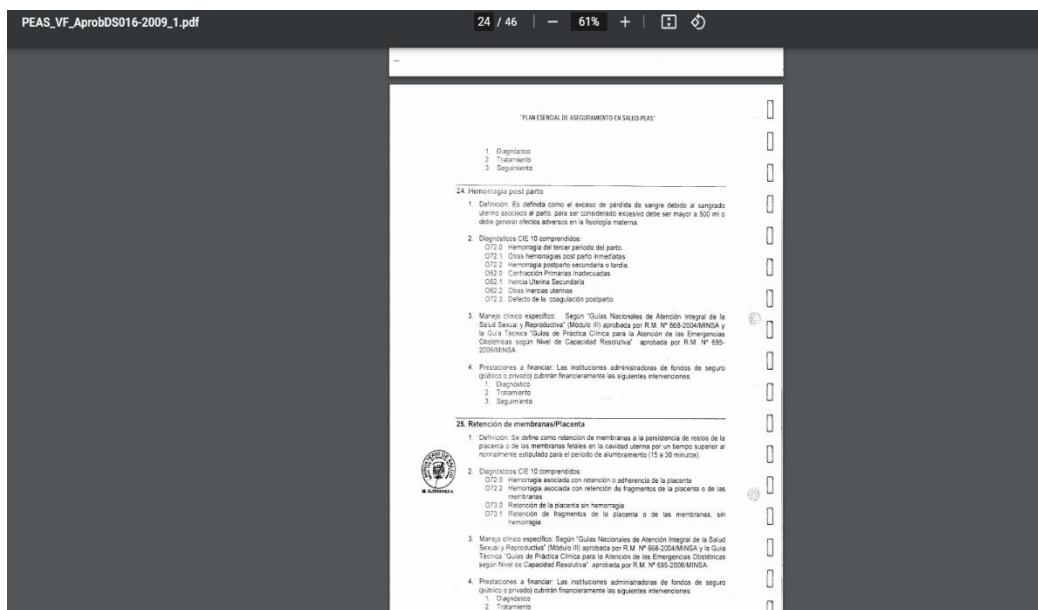 PEAS_VF_AprobDS016-2009_1.pdf
24 / 46 | — 61% +
"PLAN ESENCIAL DE ASEGURAMIENTO EN SALUD-PEAS"
1. Diagnóstico
2. Tratamiento
3. Seguimiento
24. Hemorragia post parto
1. Definición: Es definida como el exceso de pérdida de sangre debido al sangrado
uterino asociado al parto, para ser considerado excesivo debe ser mayor a 500 ml o
debe generar efectos adversos en la fisiología materna.
2. Diagnósticos CIE 10 comprendidos:
O72.0 Hemorragia del tercer periodo del parto.
O72.1 Otras hemorragias post parto inmediatas
O72.2 Hemorragia postparto secundaria o tardía.
O62.0 Contracción Primarias Inadecuadas
O62.1 Inercia Uterina Secundaria
O62.2 Otras Inercias uterinas
O72.3 Defecto de la coagulación postparto
3. Manejo clínico especifico: Según "Guías Nacionales de Atención Integral de la
Salud Sexual y Reproductiva" (Módulo III) aprobada por R.M. Nº 668-2004/MINSA y
la Guía Técnica "Guías de Práctica Clínica para la Atención de las Emergencias
Obstétricas según Nivel de Capacidad Resolutiva" aprobada por R.M. Nº 695-
2006/MINSA
4. Prestaciones a financiar: Las instituciones administradoras de fondos de seguro
(público o privado) cubrirán financieramente las siguientes intervenciones:
1. Diagnóstico
2. Tratamiento
3. Seguimiento
25. Retención de membranas/Placenta
1. Definición: Se define como retención de membranas a la persistencia de restos de la
placenta o de las membranas fetales en la cavidad uterina por un tiempo superior al
normalmente estipulado para el periodo de alumbramiento (15 a 30 minutos).
2. Diagnósticos CIE 10 comprendidos:
O72.0 Hemorragia asociada con retención o adherencia de la placenta
O72.2 Hemorragia asociada con retención de fragmentos de la placenta o de las
membranas
O73.0 Retención de la placenta sin hemorragia
O73.1 Retención de fragmentos de la placenta o de las membranas, sin
hemorragia
3. Manejo clínico especifico: Según "Guías Nacionales de Atención Integral de la Salud
Sexual y Reproductiva" (Módulo III) aprobada por R.M. Nº 668-2004/MINSA y la Guía
Técnica "Guías de Práctica Clínica para la Atención de las Emergencias Obstétricas
según Nivel de Capacidad Resolutiva" aprobada por R.M. Nº 695-2006/MINSA.
4. Prestaciones a financiar: Las instituciones administradoras de fondos de seguro
(público o privado) cubrirán financieramente las siguientes intervenciones:
1. Diagnóstico
2. Tratamiento